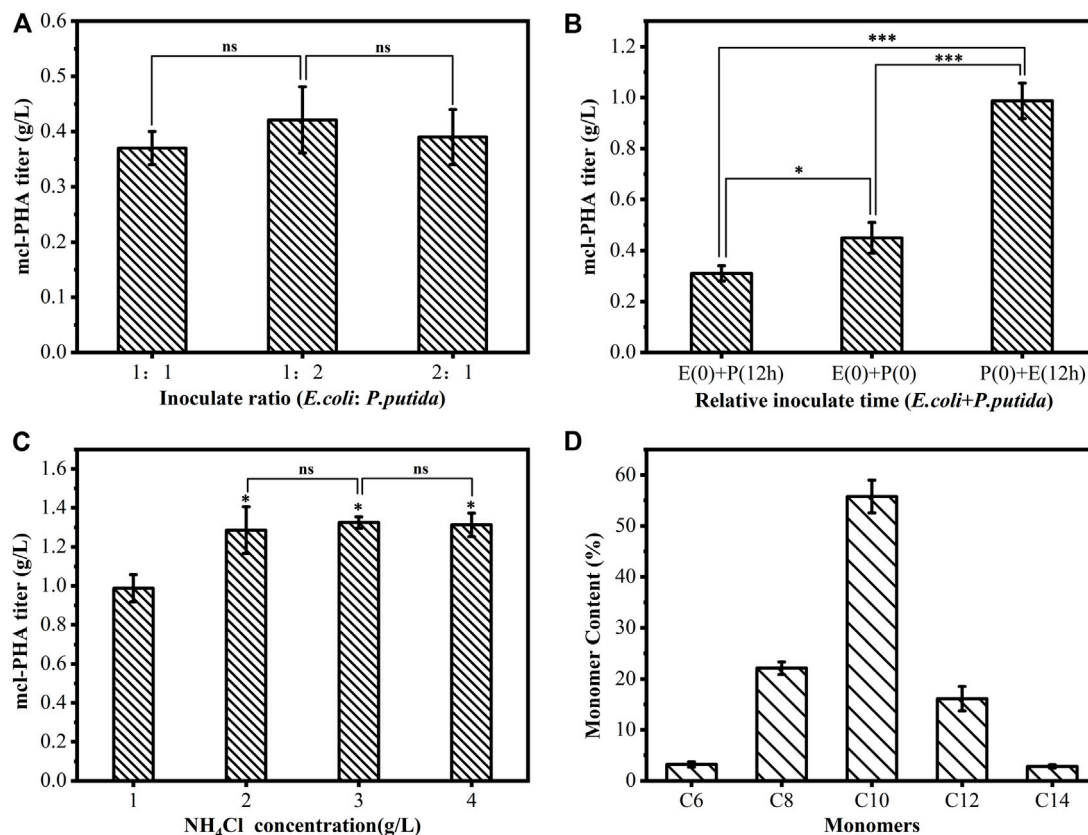 A
mcl-PHA titer (g/L)
0.6
0.5
0.4
0.3
0.2
0.1
0.0
ns
ns
1：1
1：2
2：1
Inoculate ratio (E.coli: P.putida)
B
mcl-PHA titer (g/L)
1.2
1.0
0.8
0.6
0.4
0.2
0.0
***
***
*
E(0)+P(12h)
E(0)+P(0)
P(0)+E(12h)
Relative inoculate time (E.coli+P.putida)
C
mcl-PHA titer (g/L)
1.6
1.4
1.2
1.0
0.8
0.6
0.4
0.2
0.0
ns
ns
*
*
*
1
2
3
4
NH₄Cl concentration(g/L)
D
Monomer Content (%)
60
50
40
30
20
10
0
C6
C8
C10
C12
C14
Monomers